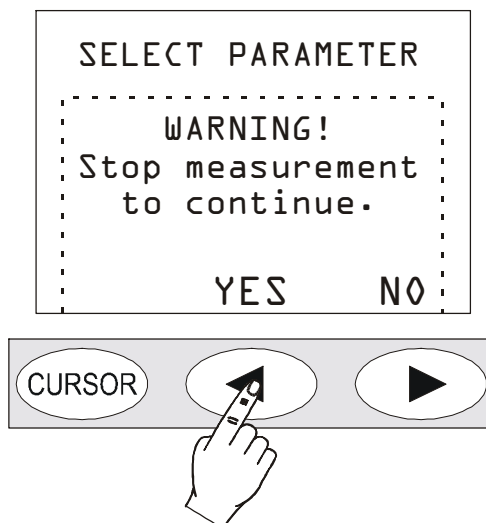 SELECT PARAMETER
WARNING!
Stop measurement
to continue.
YES NO
CURSOR